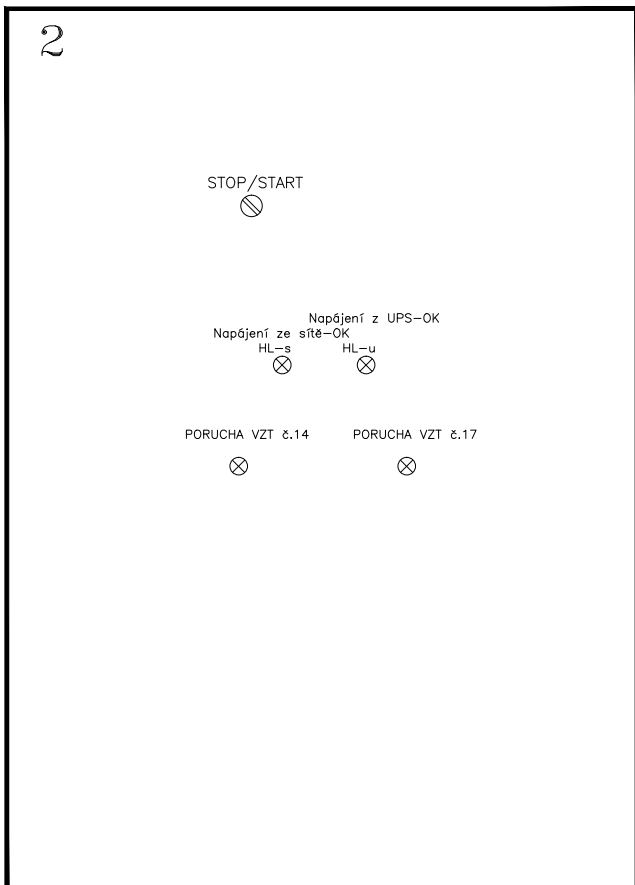 2
STOP/START
Napájení z UPS-OK
Napájení ze sítě-OK
HL-s HL-u
PORUCHA VZT č.14 PORUCHA VZT č.17